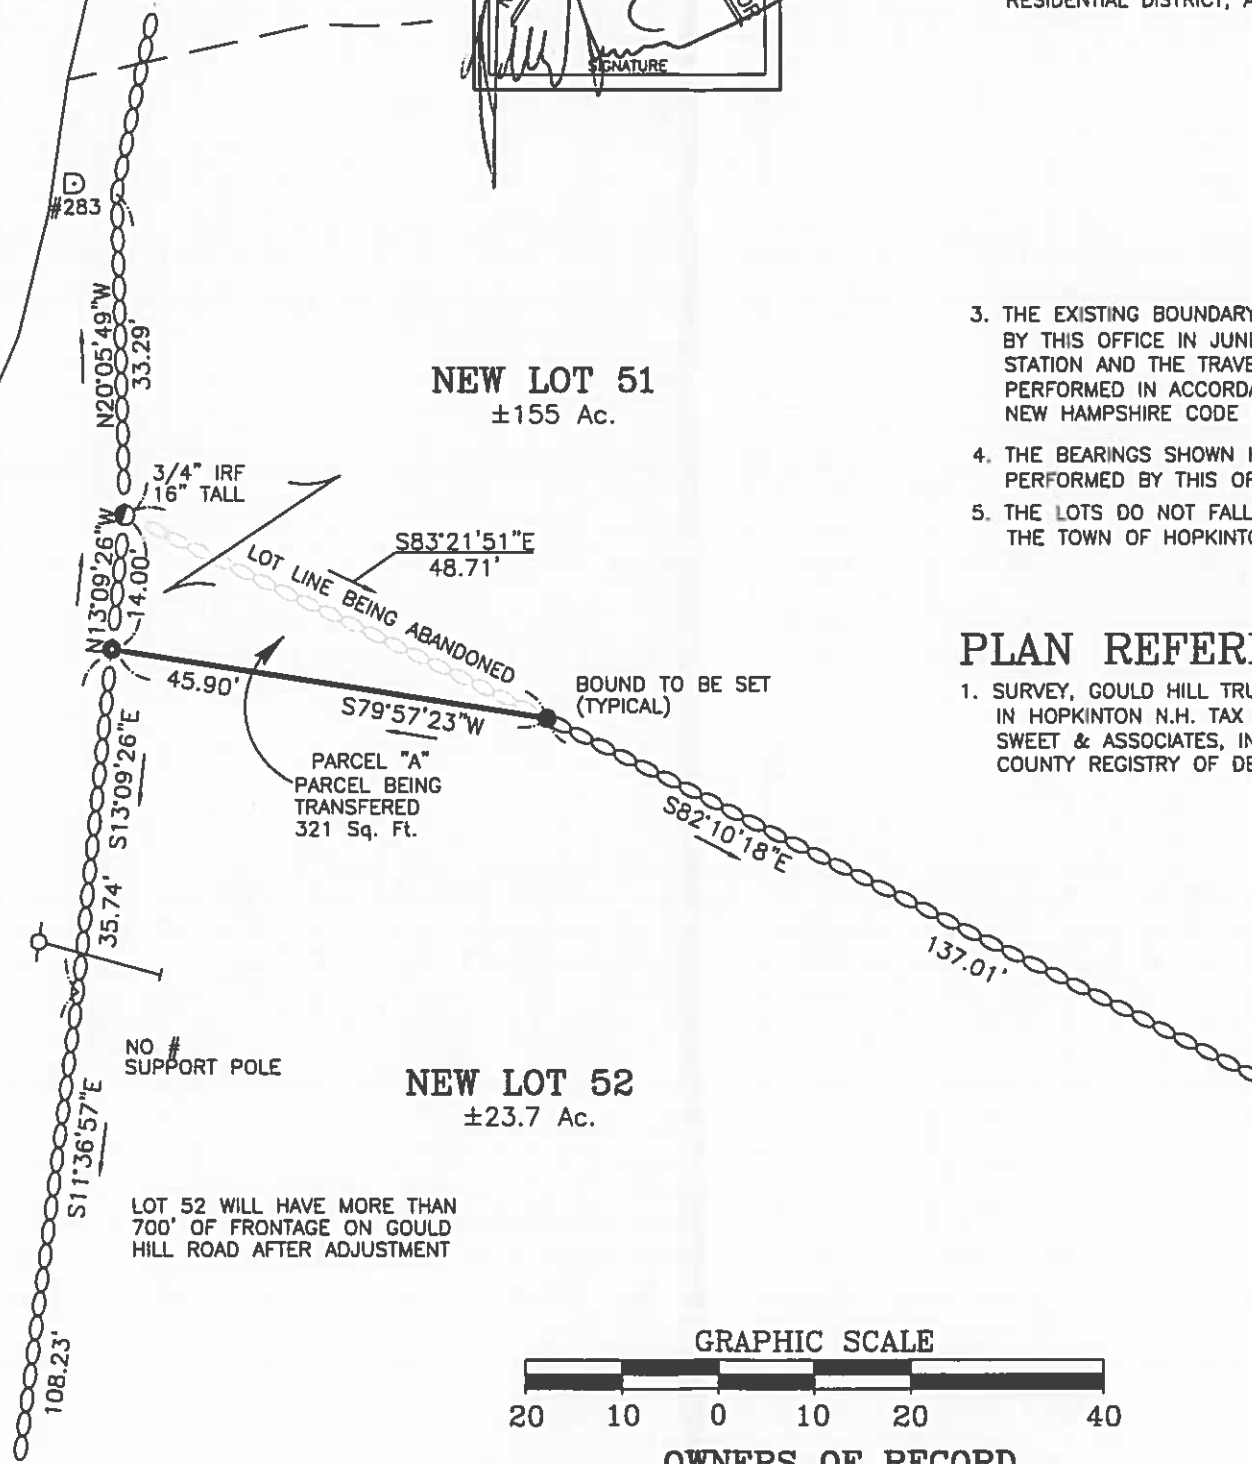 RESIDENTIAL DISTRICT, A
SIGNATURE
OR
#283
N20°05'49"W
33.29'
NEW LOT 51
±155 Ac.
3. THE EXISTING BOUNDARY
BY THIS OFFICE IN JUN
STATION AND THE TRAVE
PERFORMED IN ACCORDA
NEW HAMPSHIRE CODE
4. THE BEARINGS SHOWN
PERFORMED BY THIS OF
5. THE LOTS DO NOT FALL
THE TOWN OF HOPKINTO
3/4" IRF
16" TALL
N13°09'26"W
14.00'
S83°21'51"E
48.71'
LOT LINE BEING ABANDONED
45.90'
S79°57'23"W
BOUND TO BE SET
(TYPICAL)
PLAN REFER
1. SURVEY, GOULD HILL TRU
IN HOPKINTON N.H. TAX
SWEET & ASSOCIATES, IN
COUNTY REGISTRY OF DE
PARCEL "A"
PARCEL BEING
TRANSFERED
321 Sq. Ft.
S13°09'26"E
35.74'
S82°10'18"E
137.01'
NO #
SUPPORT POLE
NEW LOT 52
±23.7 Ac.
S11°36'57"E
108.23'
LOT 52 WILL HAVE MORE THAN
700' OF FRONTAGE ON GOULD
HILL ROAD AFTER ADJUSTMENT
GRAPHIC SCALE
20 10 0 10 20 40
OWNERS OF RECORD